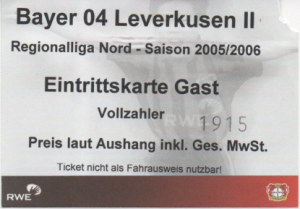 Bayer 04 Leverkusen II
Regionalliga Nord - Saison 2005/2006
Eintrittskarte Gast
Vollzahler
1915
Preis laut Aushang inkl. Ges. MwSt.
Ticket nicht als Fahrausweis nutzbar!
RWE